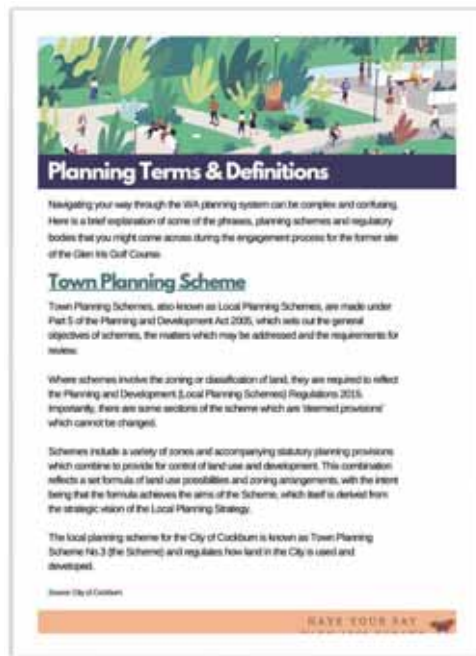 Planning Terms & Definitions
Navigating your way through the WA planning system can be complex and confusing.
Here is a brief explanation of some of the phrases, planning schemes and regulatory
bodies that you might come across during the engagement process for the former site
of the Glen Iris Golf Course.
Town Planning Scheme
Town Planning Schemes, also known as Local Planning Schemes, are made under
Part 5 of the Planning and Development Act 2005, which sets out the general
objectives of schemes, the matters which may be addressed and the requirements for
review.
Where schemes involve the zoning or classification of land, they are required to reflect
the Planning and Development (Local Planning Schemes) Regulations 2015.
Importantly, there are some sections of the scheme which are 'deemed provisions'
which cannot be changed.
Schemes include a variety of zones and accompanying statutory planning provisions
which combine to provide for control of land use and development. This combination
reflects a set formula of land use possibilities and zoning arrangements, with the intent
being that the formula achieves the aims of the Scheme, which itself is derived from
the strategic vision of the Local Planning Strategy.
The local planning scheme for the City of Cockburn is known as Town Planning
Scheme No.3 (the Scheme) and regulates how land in the City is used and
developed.
Source: City of Cockburn
HAVE YOUR SAY